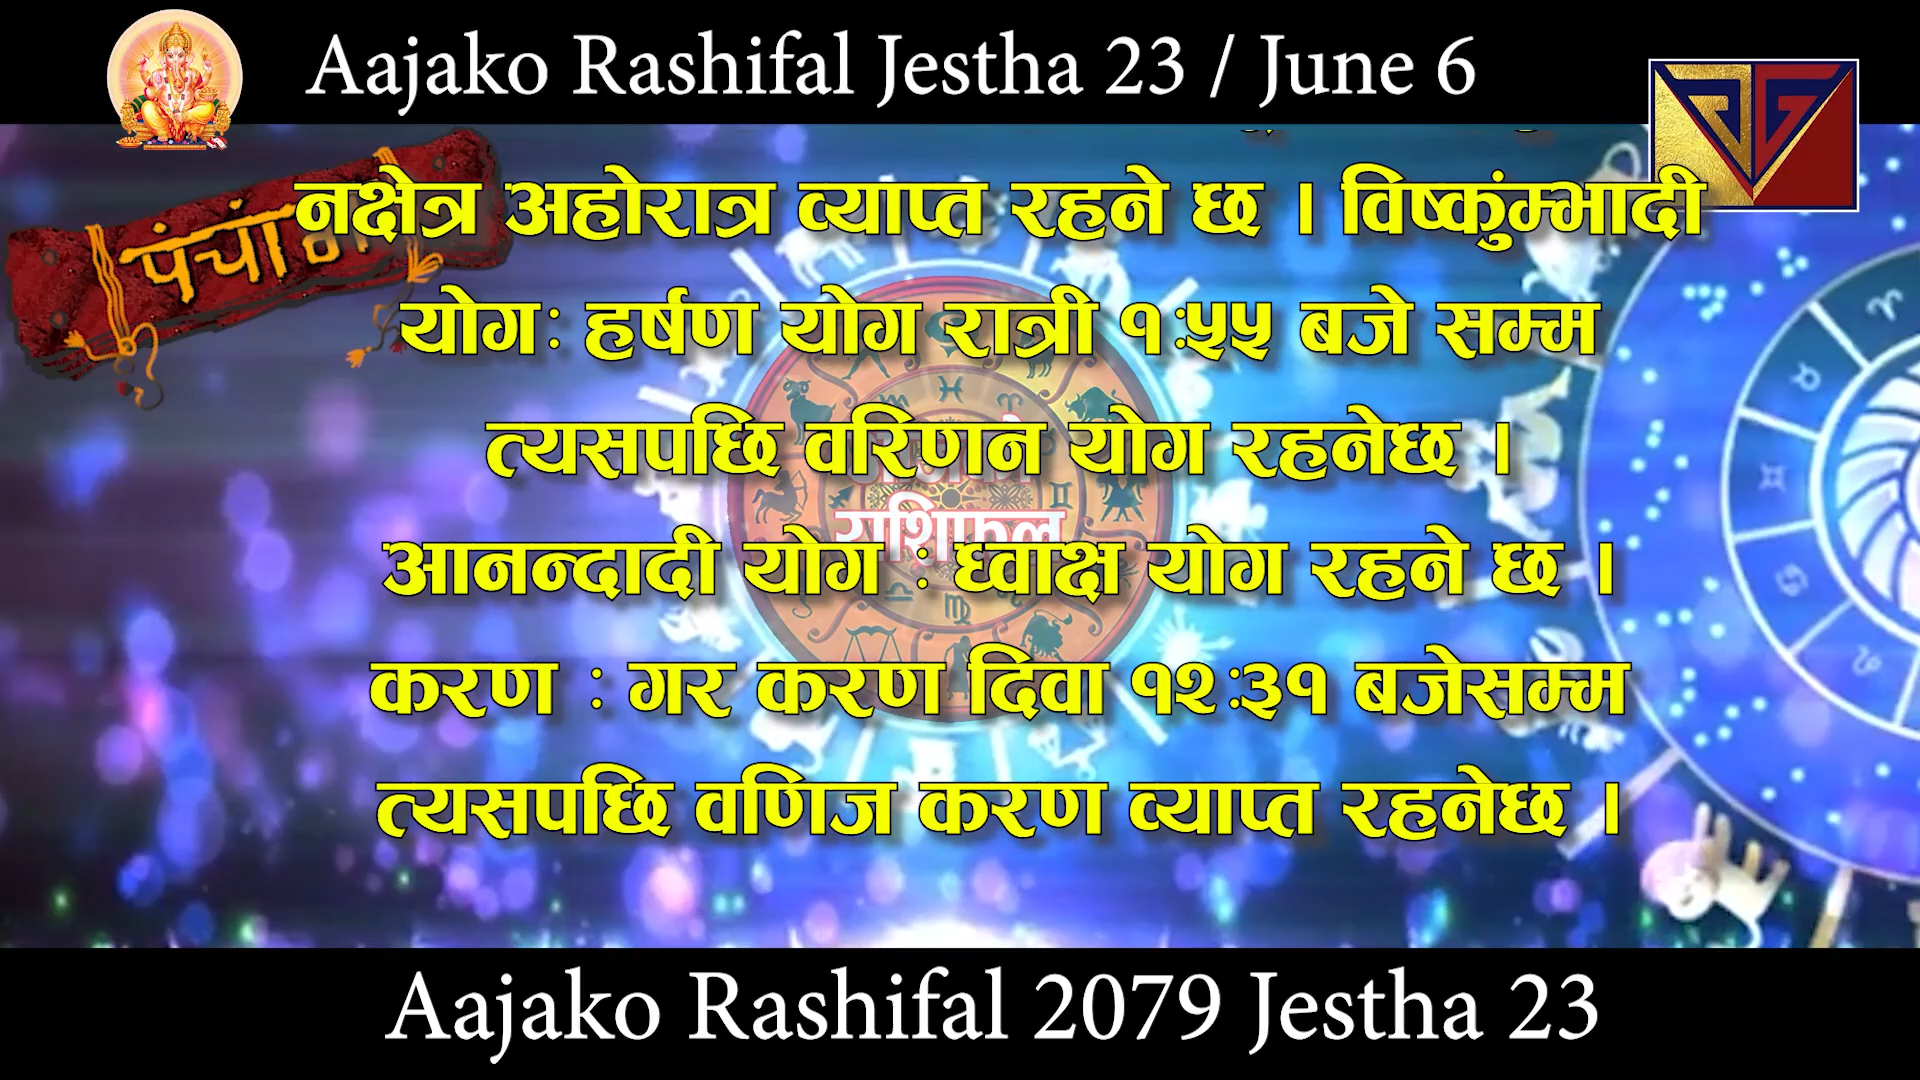 Aajako Rashifal Jestha 23 / June 6
पंचांग
नक्षेत्र अहोरात्र व्याप्त रहने छ । विष्कुंम्भादी
योगः हर्षण योग रात्री १:५५ बजे सम्म
त्यसपछि वरिणन योग रहनेछ ।
राशिफल
आनन्दादी योग : ध्वाक्ष योग रहने छ ।
करण : गर करण दिवा १२:३१ बजेसम्म
त्यसपछि वणिज करण व्याप्त रहनेछ ।
Aajako Rashifal 2079 Jestha 23